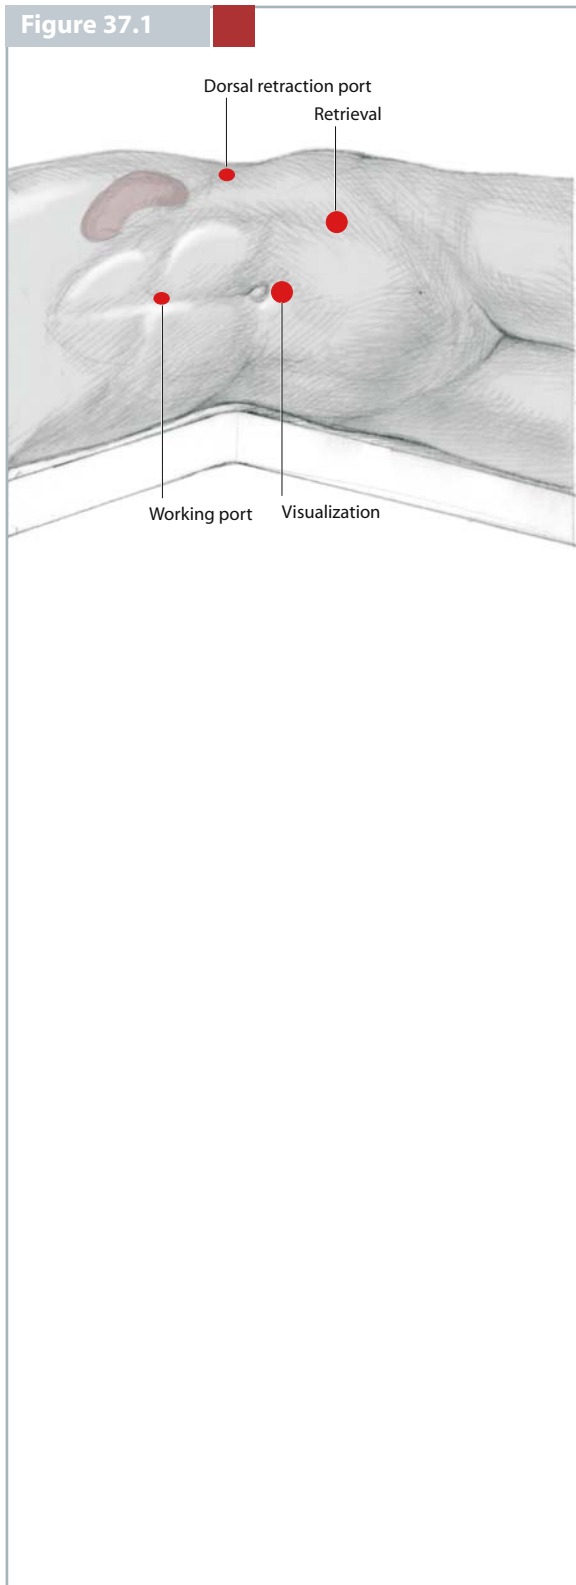 Figure 37.1
Dorsal retraction port
Retrieval
Working port
Visualization